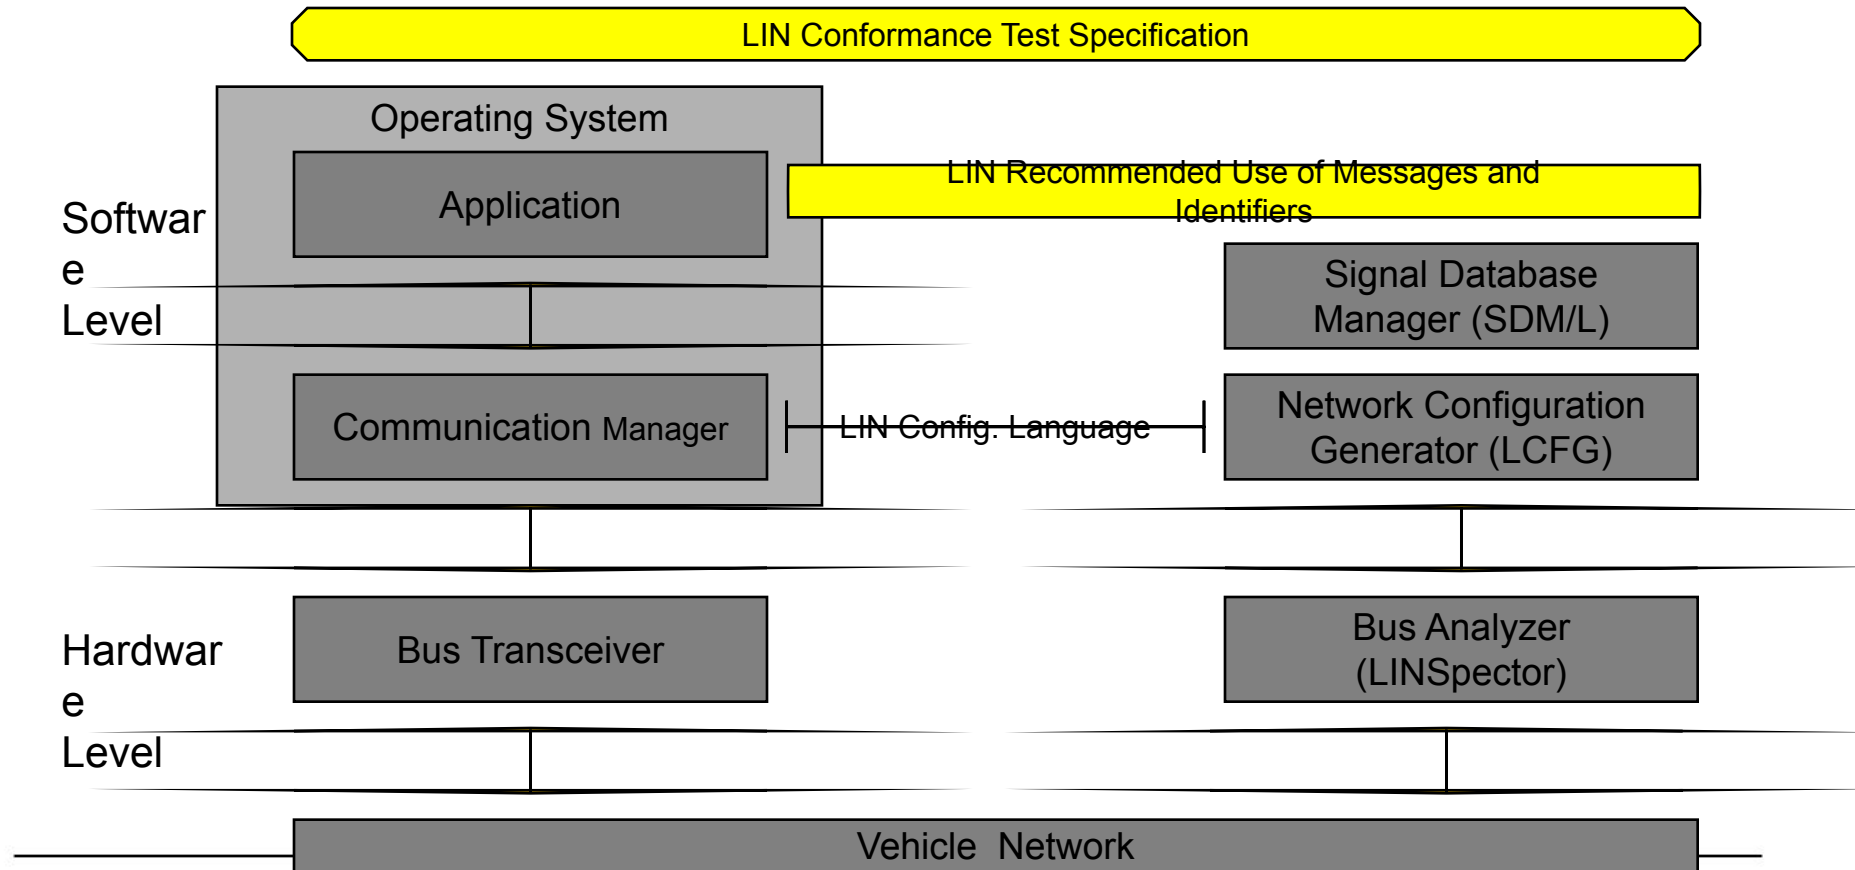 LIN Conformance Test Specification
Operating System
Application
LIN Recommended Use of Messages and
Identifiers
Softwar
e
Level
Signal Database
Manager (SDM/L)
Communication Manager
LIN Config. Language
Network Configuration
Generator (LCFG)
Hardwar
e
Level
Bus Transceiver
Bus Analyzer
(LINSpector)
Vehicle  Network